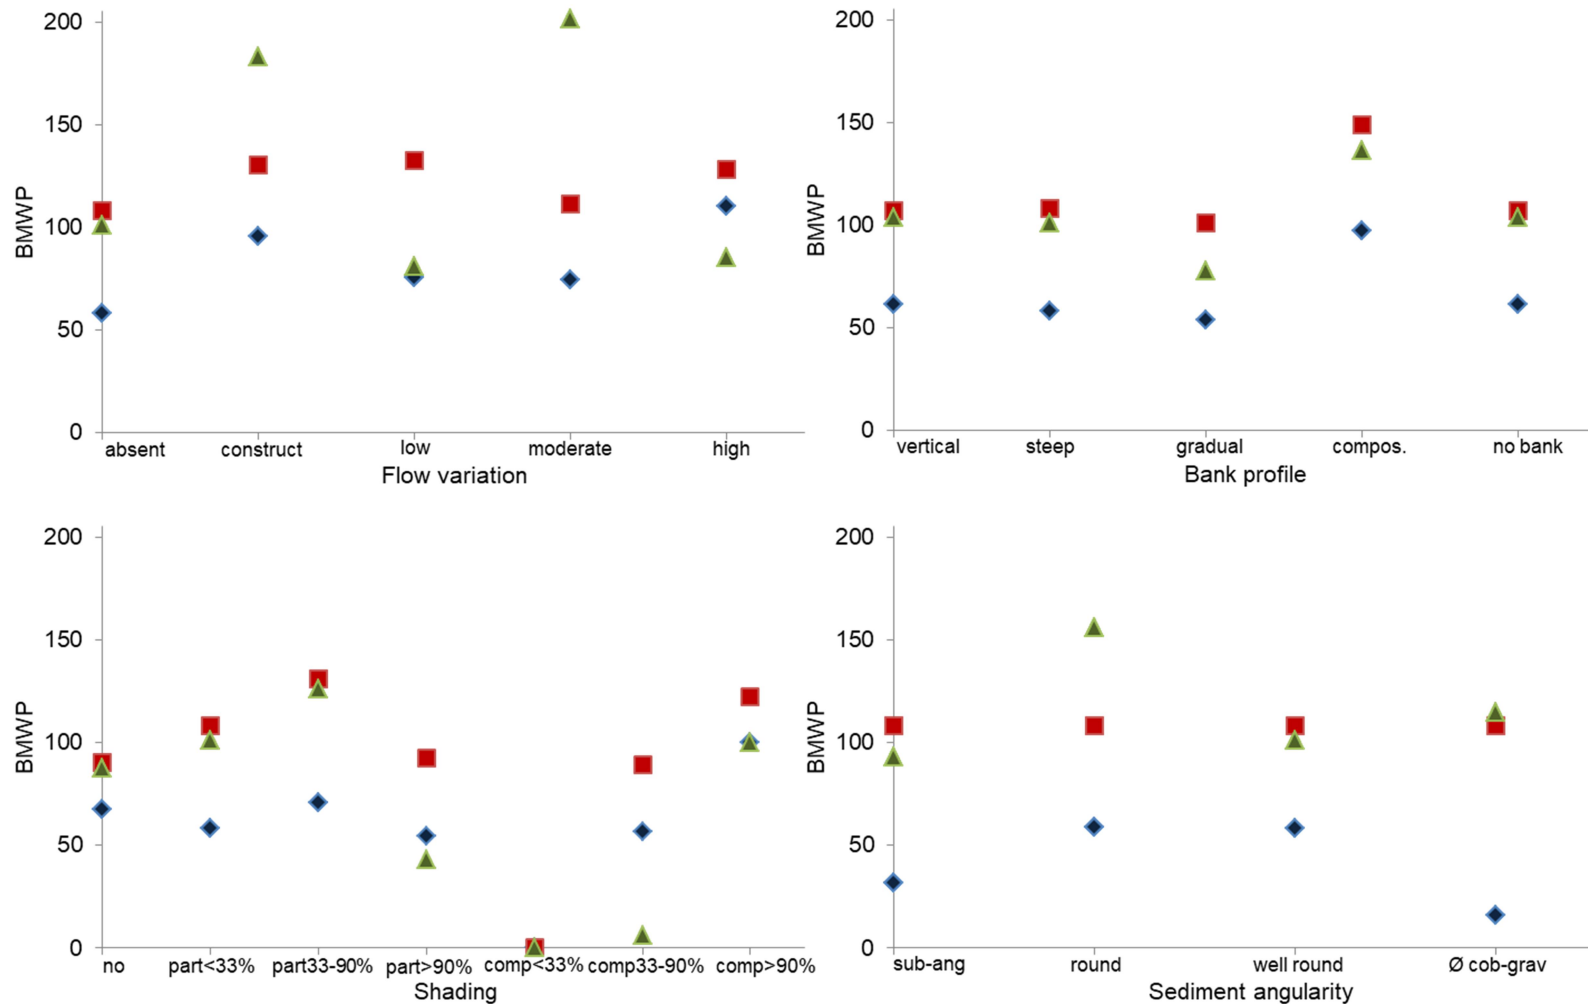 200
150
BMWP
100
50
0
absent construct low moderate high
Flow variation
200
150
BMWP
100
50
0
vertical steep gradual compos. no bank
Bank profile
200
150
BMWP
100
50
0
no part<33% part33-90% part>90% comp<33% comp33-90% comp>90%
Shading
200
150
BMWP
100
50
0
sub-ang round well round Ø cob-grav
Sediment angularity